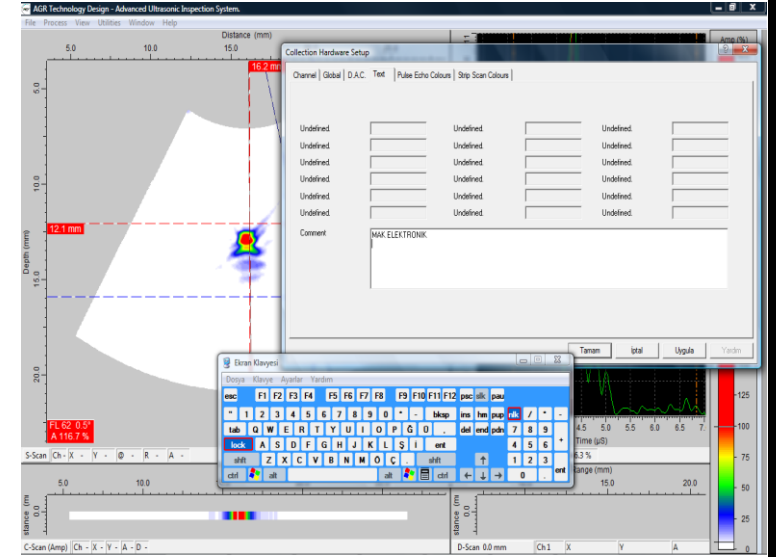 AGR Technology Design - Advanced Ultrasonic Inspection System.
File Process View Utilities Window Help
Distance (mm)
5.0 10.0 15.0
16.2 mm
Amp (%)
Collection Hardware Setup
Channel Global D.A.C. Text Pulse Echo Colours Strip Scan Colours
Undefined. Undefined. Undefined.
Undefined. Undefined. Undefined.
Undefined. Undefined. Undefined.
Undefined. Undefined. Undefined.
Undefined. Undefined. Undefined.
Undefined. Undefined. Undefined.
Comment MAK ELEKTRONIK
Tamam İptal Uygula Yardım
Depth (mm)
5.0
10.0
12.1 mm
15.0
20.0
FL 62 0.5°
A 116.7 %
S-Scan Ch - X - Y - @ - R - A -
Ekran Klavyesi
Dosya Klavye Ayarlar Yardım
esc F1 F2 F3 F4 F5 F6 F7 F8 F9 F10 F11 F12 psc slk pau
" 1 2 3 4 5 6 7 8 9 0 * - bksp ins hm pup nlk / * -
tab Q W E R T Y U I O P Ğ Ü , del end pdn 7 8 9 +
lock A S D F G H J K L Ş i ent 4 5 6
shift Z X C V B N M Ö Ç . shift ↑ 1 2 3 ent
ctrl alt alt ctrl ← ↓ → 0 .
4.5 5.0 5.5 6.0 6.5 7.
Time (µS)
6.3 %
125
100
75
50
25
0
5.0 10.0
stance (m
0.0
C-Scan (Amp) Ch - X - Y - A - D -
Range (mm)
15.0 20.0
stance (m
0.0
D-Scan 0.0 mm Ch 1 X Y A